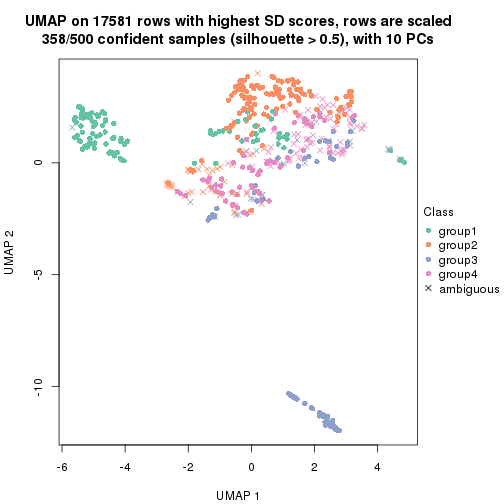 UMAP on 17581 rows with highest SD scores, rows are scaled
358/500 confident samples (silhouette > 0.5), with 10 PCs
0
-5
-10
UMAP 2
-6
-4
-2
0
2
4
UMAP 1
Class
group1
group2
group3
group4
ambiguous